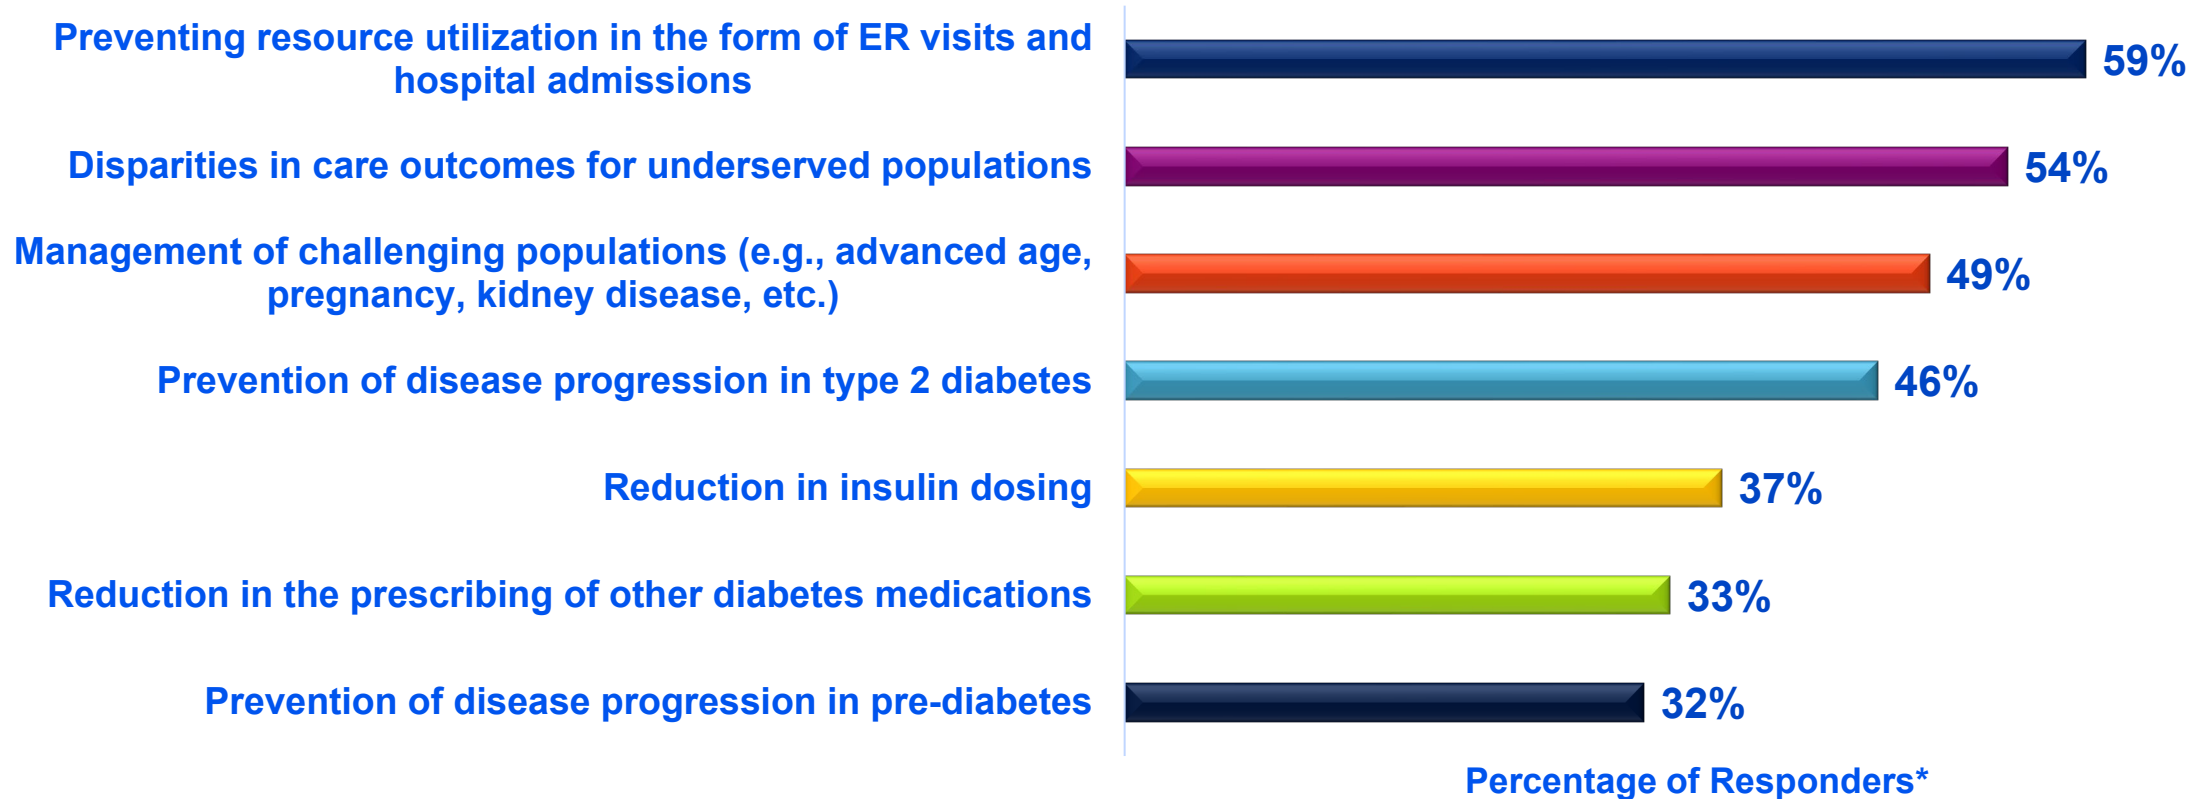 Preventing resource utilization in the form of ER visits and
hospital admissions
59%
Disparities in care outcomes for underserved populations
54%
Management of challenging populations (e.g., advanced age,
pregnancy, kidney disease, etc.)
49%
Prevention of disease progression in type 2 diabetes
46%
Reduction in insulin dosing
37%
Reduction in the prescribing of other diabetes medications
33%
Prevention of disease progression in pre-diabetes
32%
Percentage of Responders*